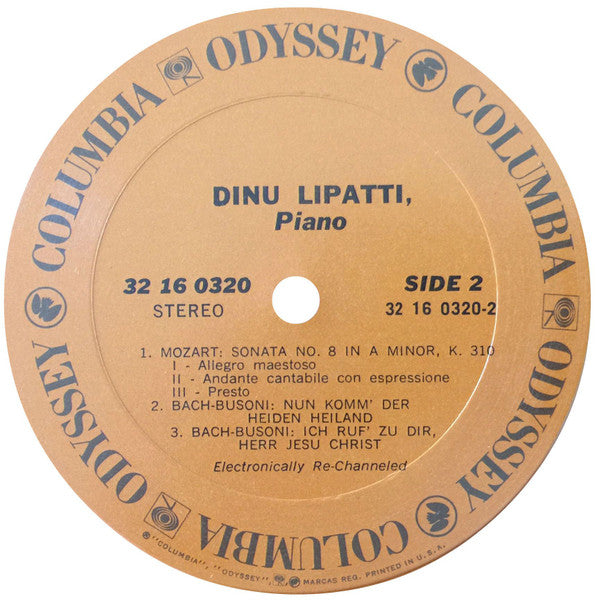 COLUMBIA ODYSSEY COLUMBIA ODYSSEY COLUMBIA ODYSSEY
DINU LIPATTI,
Piano
32 16 0320
STEREO
SIDE 2
32 16 0320-2
1. MOZART: SONATA NO. 8 IN A MINOR, K. 310
I - Allegro maestoso
II - Andante cantabile con espressione
III - Presto
2. BACH-BUSONI: NUN KOMM' DER
HEIDEN HEILAND
3. BACH-BUSONI: ICH RUF' ZU DIR,
HERR JESU CHRIST
Electronically Re-Channeled
® "COLUMBIA", "ODYSSEY", MARCAS REG. PRINTED IN U.S.A.